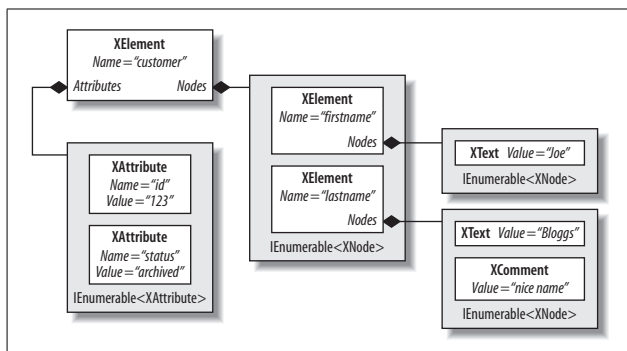 XElement
Name=“customer”
Attributes Nodes
XAttribute
Name=“id”
Value=“123”
XAttribute
Name=“status”
Value=“archived”
IEnumerable<XAttribute>
XElement
Name=“firstname”
Nodes
XElement
Name=“lastname”
Nodes
IEnumerable<XNode>
XText Value=“Joe”
IEnumerable<XNode>
XText Value=“Bloggs”
XComment
Value=“nice name”
IEnumerable<XNode>